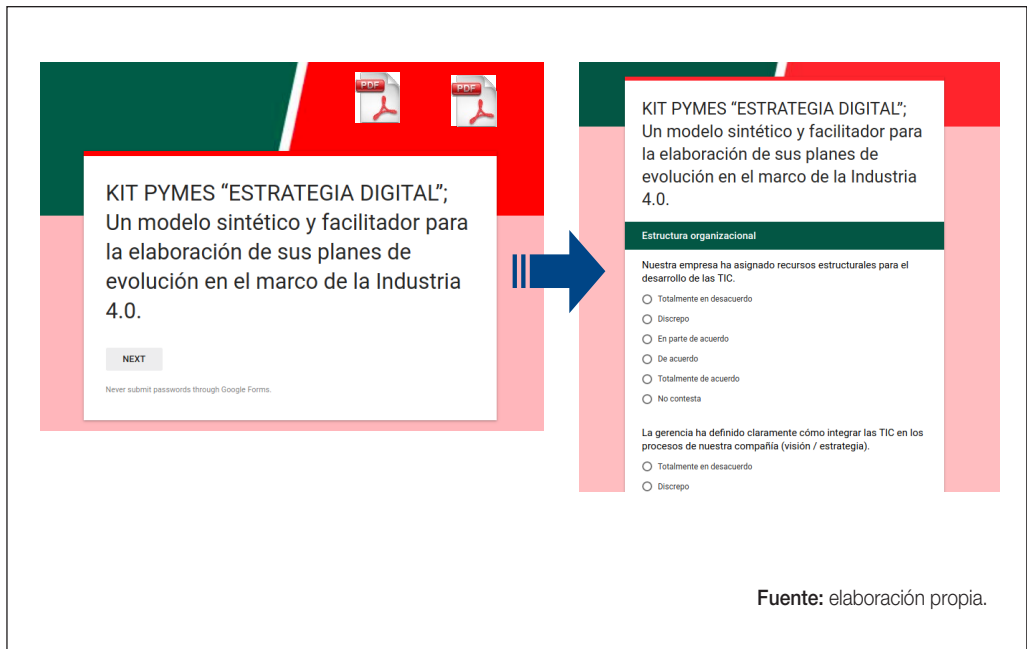 PDF
PDF
KIT PYMES “ESTRATEGIA DIGITAL”;
Un modelo sintético y facilitador para
la elaboración de sus planes de
evolución en el marco de la Industria
4.0.
NEXT
Never submit passwords through Google Forms.
KIT PYMES “ESTRATEGIA DIGITAL”;
Un modelo sintético y facilitador para
la elaboración de sus planes de
evolución en el marco de la Industria
4.0.
Estructura organizacional
Nuestra empresa ha asignado recursos estructurales para el
desarrollo de las TIC.
Totalmente en desacuerdo
Discrepo
En parte de acuerdo
De acuerdo
Totalmente de acuerdo
No contesta
La gerencia ha definido claramente cómo integrar las TIC en los
procesos de nuestra compañía (visión / estrategia).
Totalmente en desacuerdo
Discrepo
Fuente: elaboración propia.